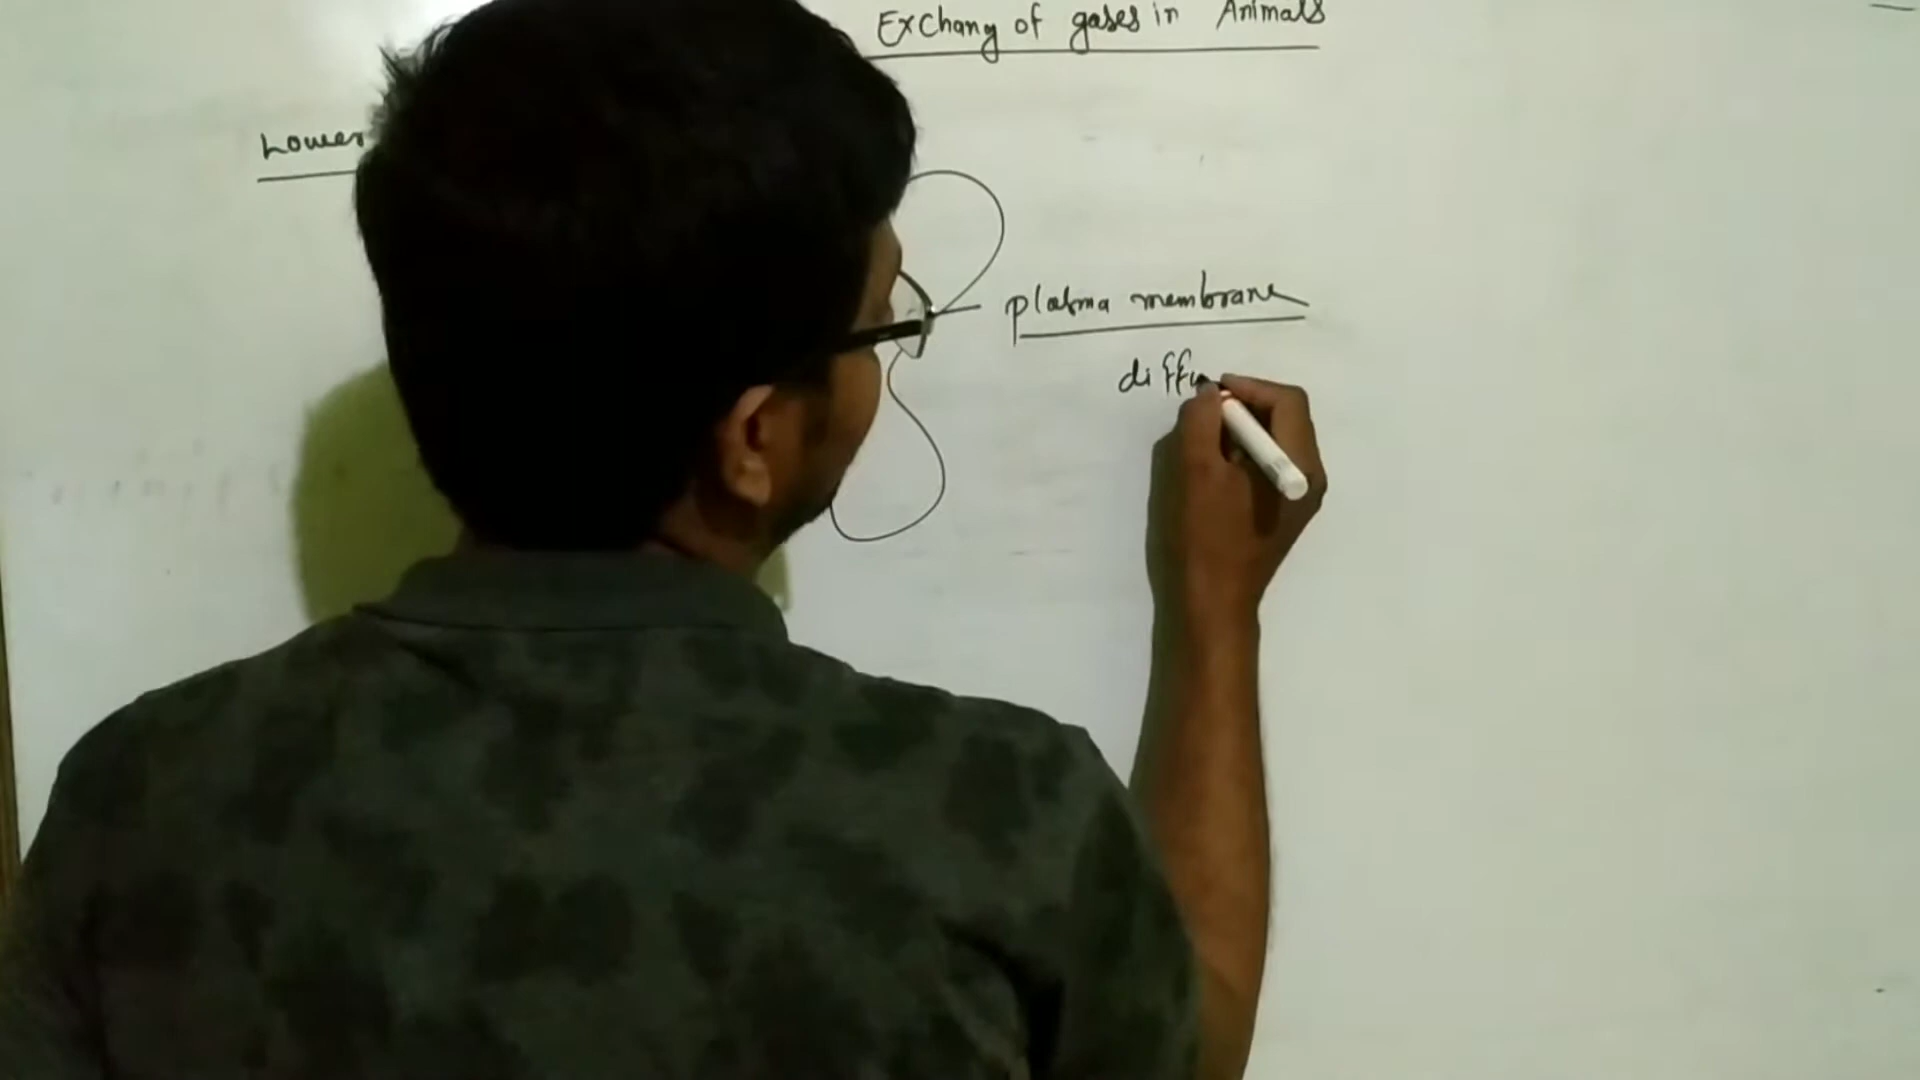 Exchang of gases in Animals
Lower
plasma membrane
diffu